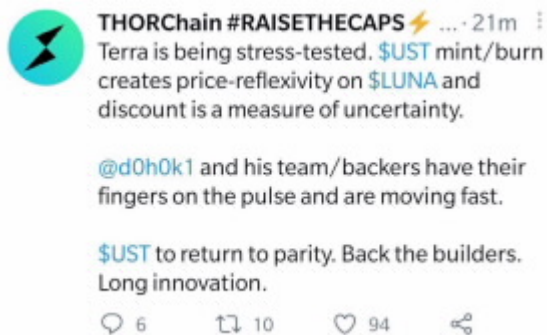 THORChain #RAISETHECAPS⚡ ... · 21m
Terra is being stress-tested. $UST mint/burn
creates price-reflexivity on $LUNA and
discount is a measure of uncertainty.
@d0h0k1 and his team/backers have their
fingers on the pulse and are moving fast.
$UST to return to parity. Back the builders.
Long innovation.
6 10 94